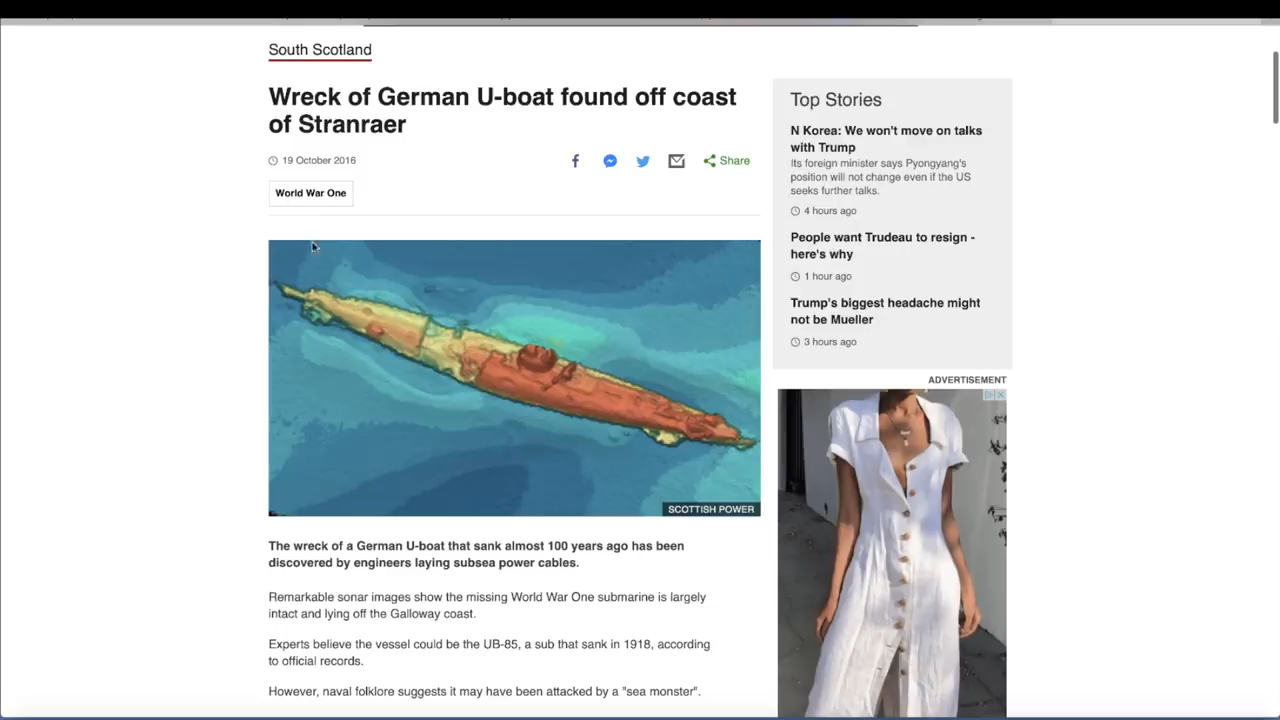 South Scotland
Wreck of German U-boat found off coast
of Stranraer
19 October 2016
Share
World War One
SCOTTISH POWER
The wreck of a German U-boat that sank almost 100 years ago has been
discovered by engineers laying subsea power cables.
Remarkable sonar images show the missing World War One submarine is largely
intact and lying off the Galloway coast.
Experts believe the vessel could be the UB-85, a sub that sank in 1918, according
to official records.
However, naval folklore suggests it may have been attacked by a "sea monster".
Top Stories
N Korea: We won't move on talks
with Trump
Its foreign minister says Pyongyang's
position will not change even if the US
seeks further talks.
4 hours ago
People want Trudeau to resign -
here's why
1 hour ago
Trump's biggest headache might
not be Mueller
3 hours ago
ADVERTISEMENT